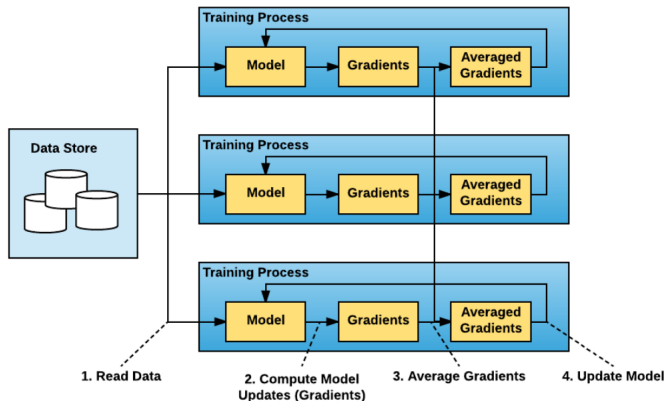 Training Process
Model
Gradients
Averaged
Gradients
Data Store
Training Process
Model
Gradients
Averaged
Gradients
Training Process
Model
Gradients
Averaged
Gradients
1. Read Data
2. Compute Model
Updates (Gradients)
3. Average Gradients
4. Update Model